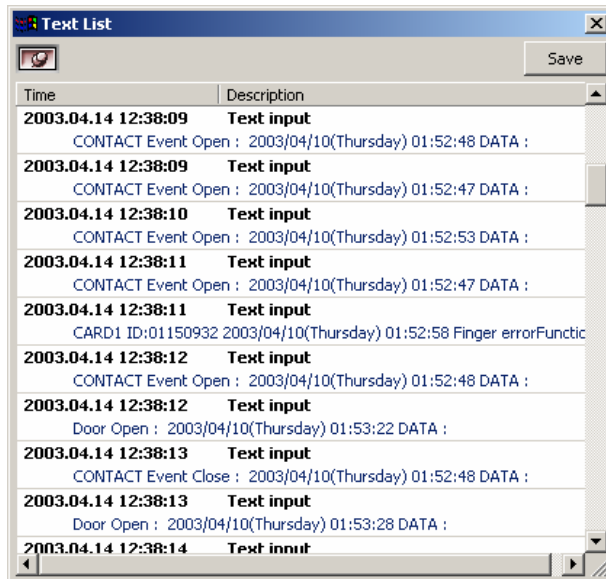 Text List
Save
Time Description
2003.04.14 12:38:09 Text input
CONTACT Event Open : 2003/04/10(Thursday) 01:52:48 DATA :
2003.04.14 12:38:09 Text input
CONTACT Event Open : 2003/04/10(Thursday) 01:52:47 DATA :
2003.04.14 12:38:10 Text input
CONTACT Event Open : 2003/04/10(Thursday) 01:52:53 DATA :
2003.04.14 12:38:11 Text input
CONTACT Event Open : 2003/04/10(Thursday) 01:52:47 DATA :
2003.04.14 12:38:11 Text input
CARD1 ID:01150932 2003/04/10(Thursday) 01:52:58 Finger errorFunctic
2003.04.14 12:38:12 Text input
CONTACT Event Open : 2003/04/10(Thursday) 01:52:48 DATA :
2003.04.14 12:38:12 Text input
Door Open : 2003/04/10(Thursday) 01:53:22 DATA :
2003.04.14 12:38:13 Text input
CONTACT Event Close : 2003/04/10(Thursday) 01:52:48 DATA :
2003.04.14 12:38:13 Text input
Door Open : 2003/04/10(Thursday) 01:53:28 DATA :
2003.04.14 12:38:14 Text input